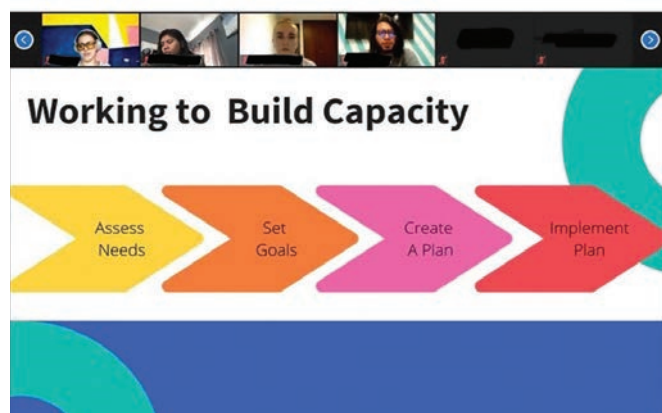 Working to Build Capacity
Assess
Needs
Set
Goals
Create
A Plan
Implement
Plan